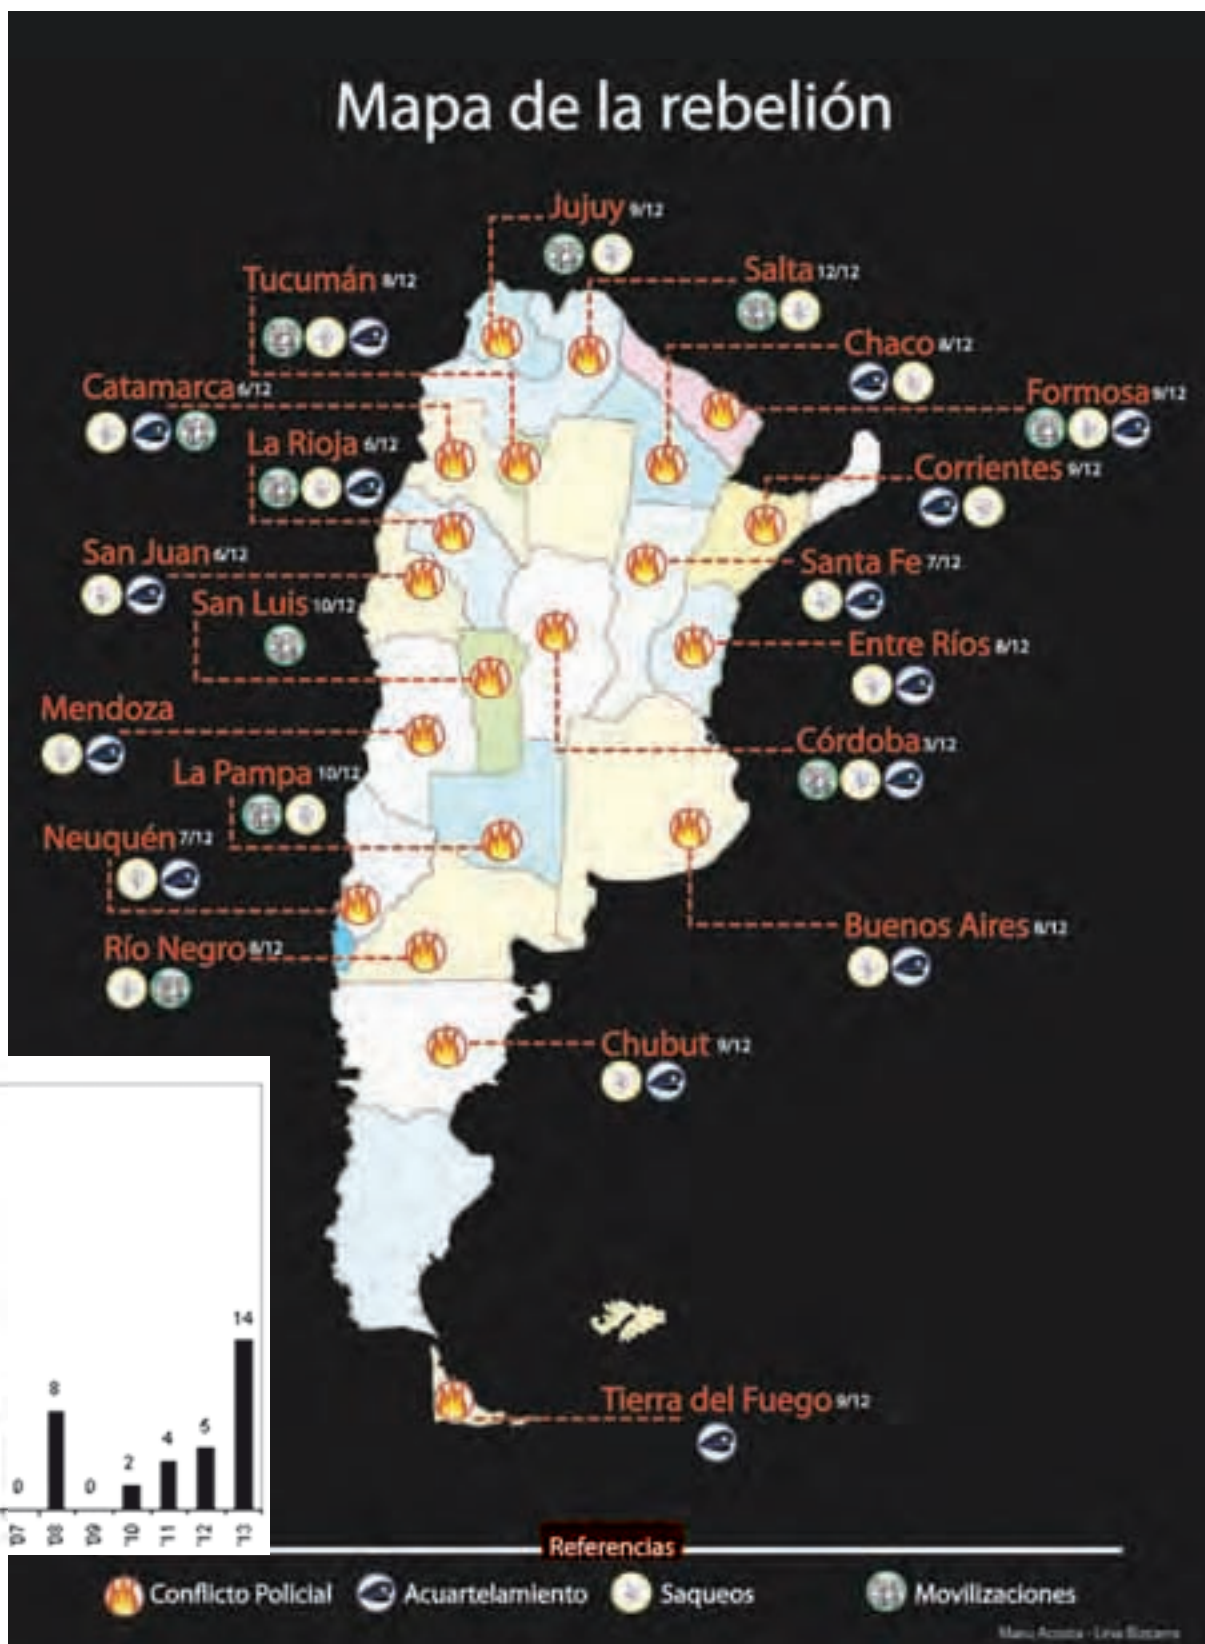 Mapa de la rebelión
Jujuy 9/12
Salta 12/12
Tucumán 8/12
Chaco 8/12
Catamarca 6/12
Formosa 9/12
La Rioja 6/12
Corrientes 9/12
San Juan 6/12
Santa Fe 7/12
San Luis 10/12
Entre Ríos 8/12
Mendoza
Córdoba 3/12
La Pampa 10/12
Neuquén 7/12
Buenos Aires 8/12
Río Negro 8/12
Chubut 9/12
Tierra del Fuego 9/12
0 8 0 2 4 5 14
'07 '08 '09 '10 '11 '12 '13
Referencias
Conflicto Policial Acuartelamiento Saqueos Movilizaciones